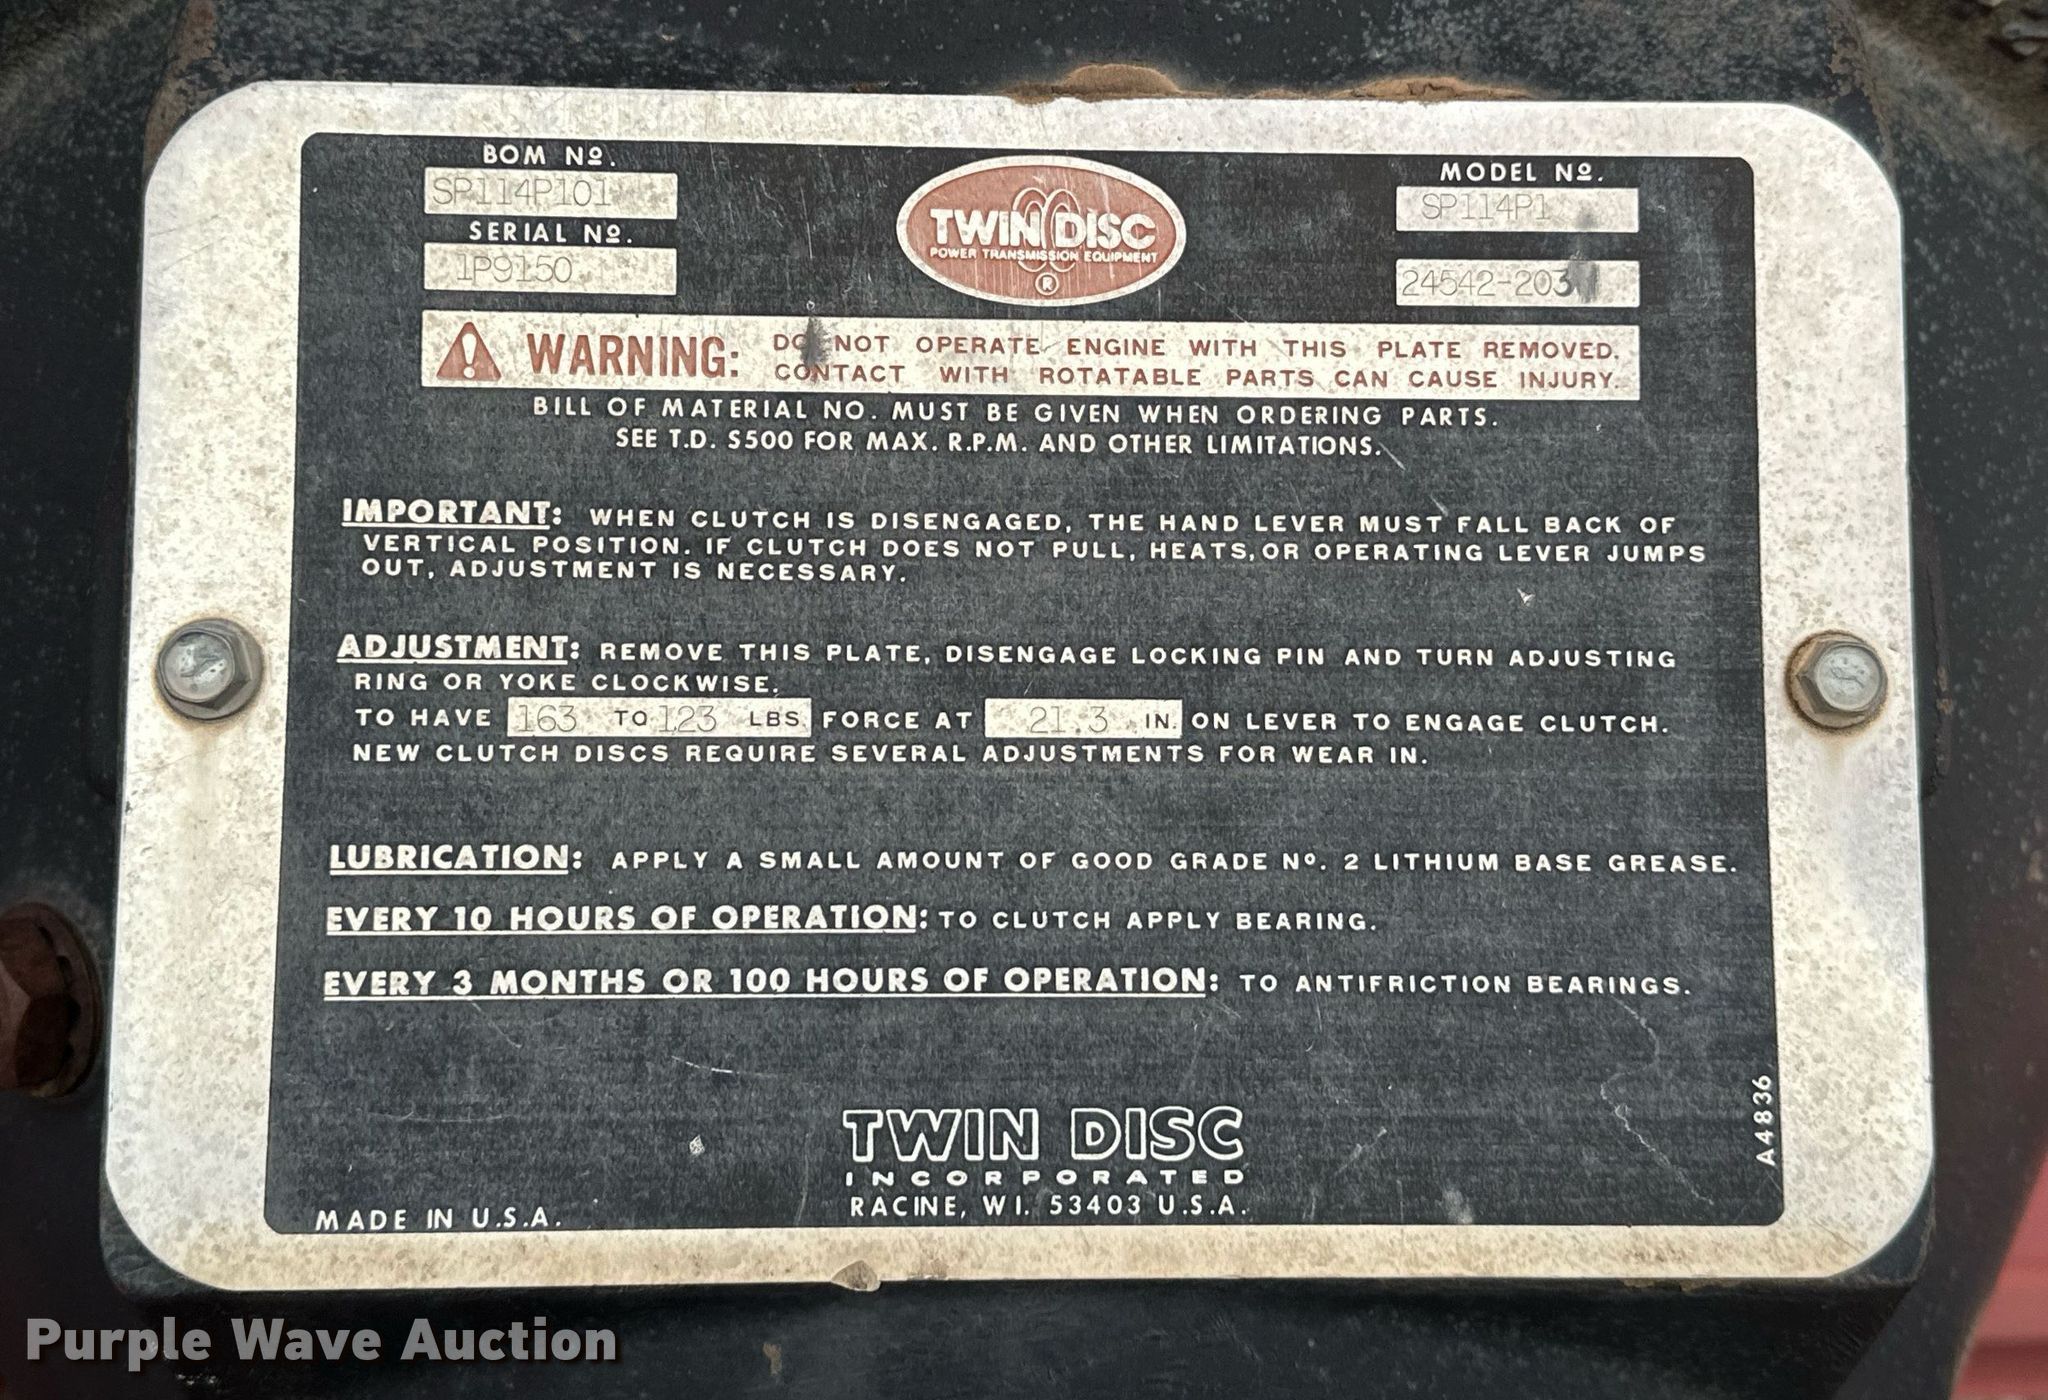 BOM Nº.
SP114P101
SERIAL Nº.
1P9150
TWIN DISC
POWER TRANSMISSION EQUIPMENT
®
MODEL Nº.
SP114P1
24542-203
WARNING: DO NOT OPERATE ENGINE WITH THIS PLATE REMOVED.
CONTACT WITH ROTATABLE PARTS CAN CAUSE INJURY.
BILL OF MATERIAL NO. MUST BE GIVEN WHEN ORDERING PARTS.
SEE T.D. S500 FOR MAX. R.P.M. AND OTHER LIMITATIONS.
IMPORTANT: WHEN CLUTCH IS DISENGAGED, THE HAND LEVER MUST FALL BACK OF
VERTICAL POSITION. IF CLUTCH DOES NOT PULL, HEATS, OR OPERATING LEVER JUMPS
OUT, ADJUSTMENT IS NECESSARY.
ADJUSTMENT: REMOVE THIS PLATE, DISENGAGE LOCKING PIN AND TURN ADJUSTING
RING OR YOKE CLOCKWISE.
TO HAVE 163 TO 123 LBS. FORCE AT 21.3 IN. ON LEVER TO ENGAGE CLUTCH.
NEW CLUTCH DISCS REQUIRE SEVERAL ADJUSTMENTS FOR WEAR IN.
LUBRICATION: APPLY A SMALL AMOUNT OF GOOD GRADE Nº. 2 LITHIUM BASE GREASE.
EVERY 10 HOURS OF OPERATION: TO CLUTCH APPLY BEARING.
EVERY 3 MONTHS OR 100 HOURS OF OPERATION: TO ANTIFRICTION BEARINGS.
A4836
TWIN DISC
INCORPORATED
RACINE, WI. 53403 U.S.A.
MADE IN U.S.A.
Purple Wave Auction